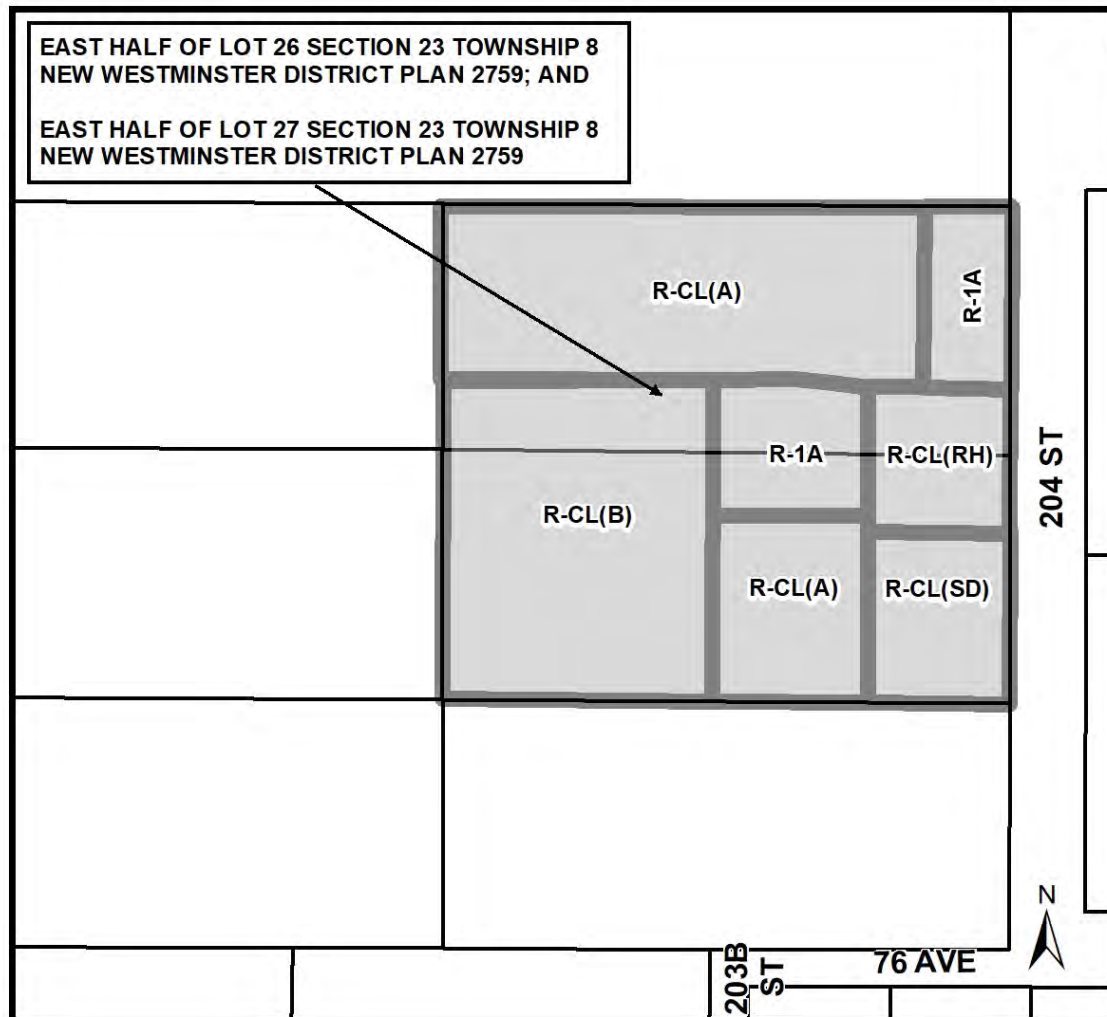 EAST HALF OF LOT 26 SECTION 23 TOWNSHIP 8
NEW WESTMINSTER DISTRICT PLAN 2759; AND
EAST HALF OF LOT 27 SECTION 23 TOWNSHIP 8
NEW WESTMINSTER DISTRICT PLAN 2759
R-CL(A)
R-1A
R-1A
R-CL(RH)
R-CL(B)
R-CL(A)
R-CL(SD)
204 ST
N
76 AVE
203B
ST